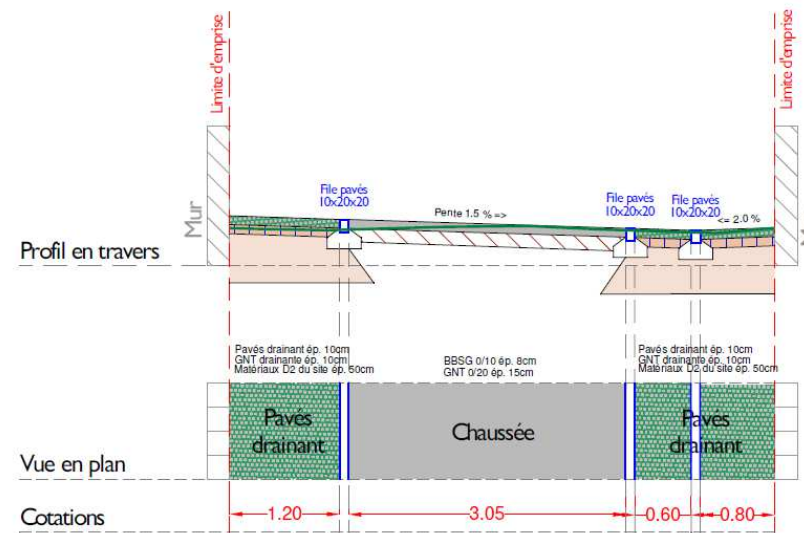 Limite d'emprise
Limite d'emprise
File pavés
10x20x20
File pavés
10x20x20
File pavés
10x20x20
Pente 1.5 % =>
<= 2.0 %
Mur
M
Profil en travers
Pavés drainant ép. 10cm
GNT drainante ép. 10cm
Matériaux D2 du site ép. 50cm
BBSG 0/10 ép. 8cm
GNT 0/20 ép. 15cm
Pavés drainant ép. 10cm
GNT drainante ép. 10cm
Matériaux D2 du site ép. 50cm
Pavés
drainant
Chaussée
Pavés
drainant
Vue en plan
1.20
3.05
0.60
0.80
Cotations